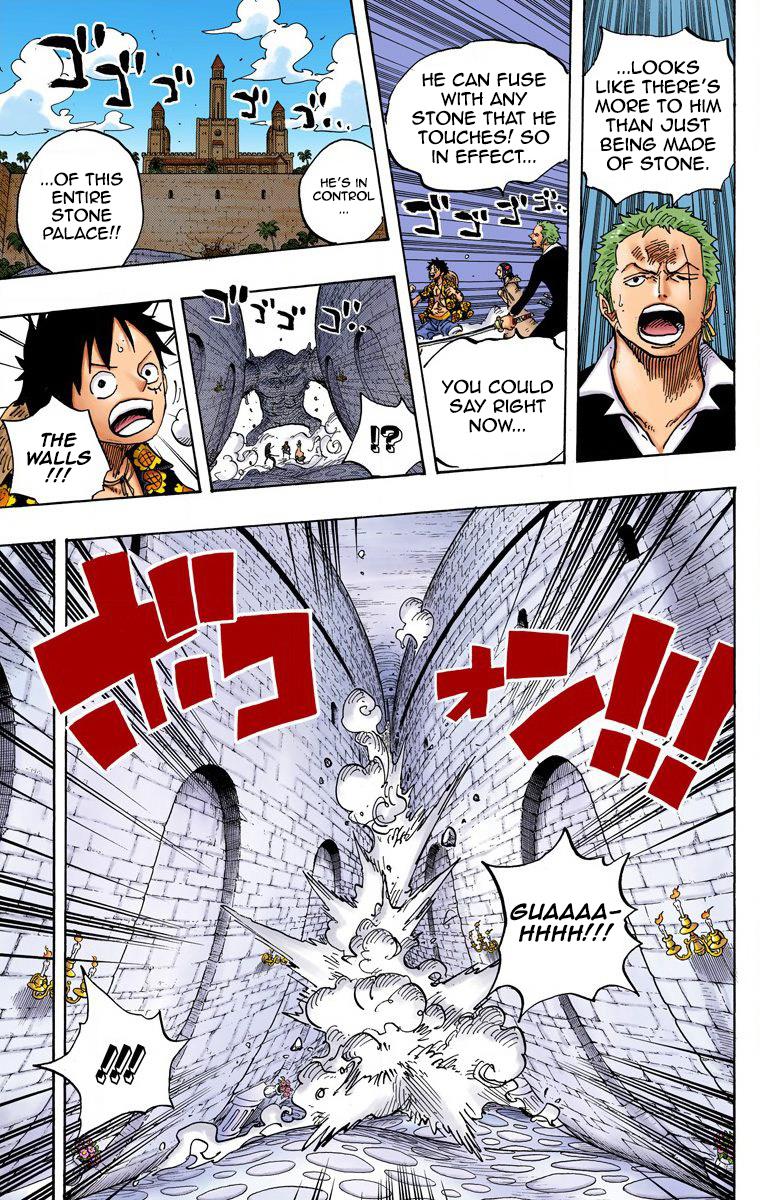 ...LOOKS
LIKE THERE'S
MORE TO HIM
THAN JUST
BEING MADE
OF STONE.
HE CAN FUSE
WITH ANY
STONE THAT HE
TOUCHES! SO
IN EFFECT...
ゴゴゴゴ..
YOU COULD
SAY RIGHT
NOW...
ゴゴゴゴ..
HE'S IN
CONTROL
...
...OF THIS
ENTIRE
STONE
PALACE!!
ゴゴゴゴ..
!?
THE
WALLS
!!!
ボコォン!!!
GUAAAA-
HHHH!!!
!!!